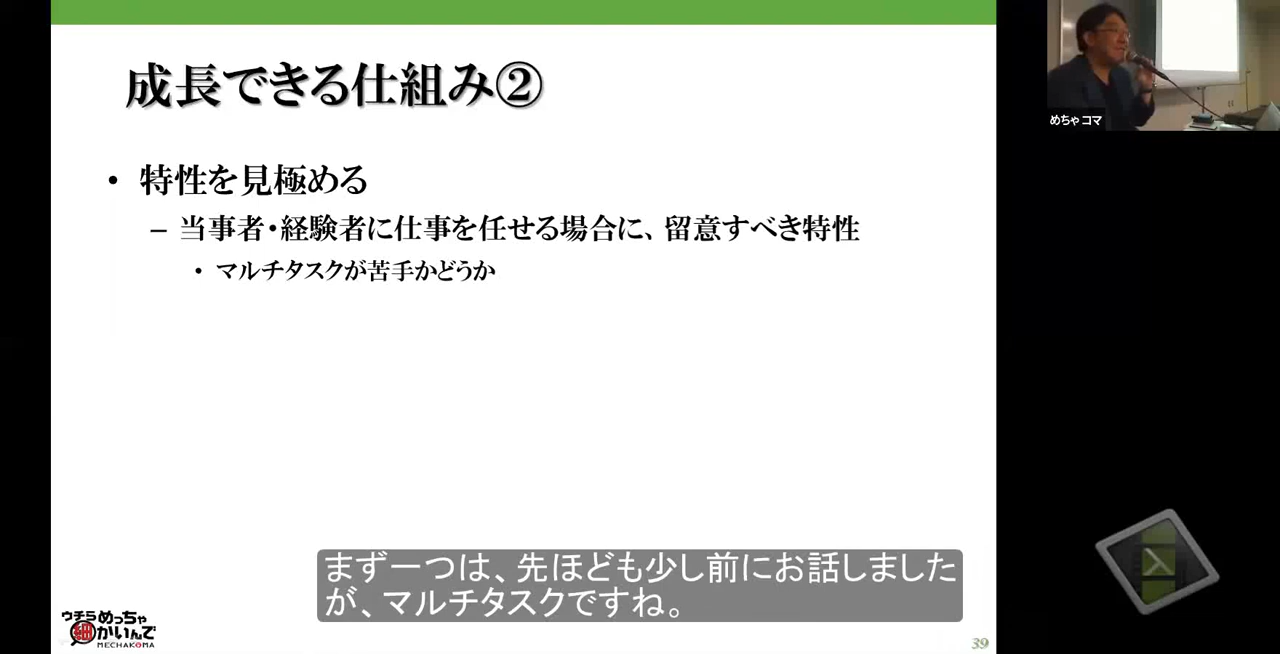 成長できる仕組み②
• 特性を見極める
– 当事者・経験者に仕事を任せる場合に、留意すべき特性
• マルチタスクが苦手かどうか
まず一つは、先ほども少し前にお話しました
が、マルチタスクですね。
ウチらめっちゃ
細かいんで
MECHAKOMA
39
めちゃコマ